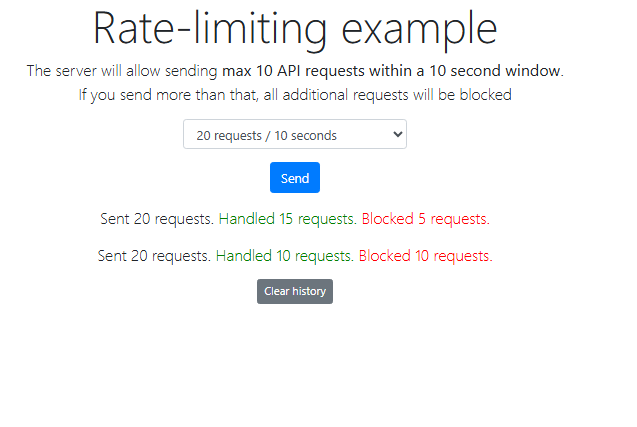 Rate-limiting example
The server will allow sending max 10 API requests within a 10 second window.
If you send more than that, all additional requests will be blocked
20 requests / 10 seconds
Send
Sent 20 requests. Handled 15 requests. Blocked 5 requests.
Sent 20 requests. Handled 10 requests. Blocked 10 requests.
Clear history